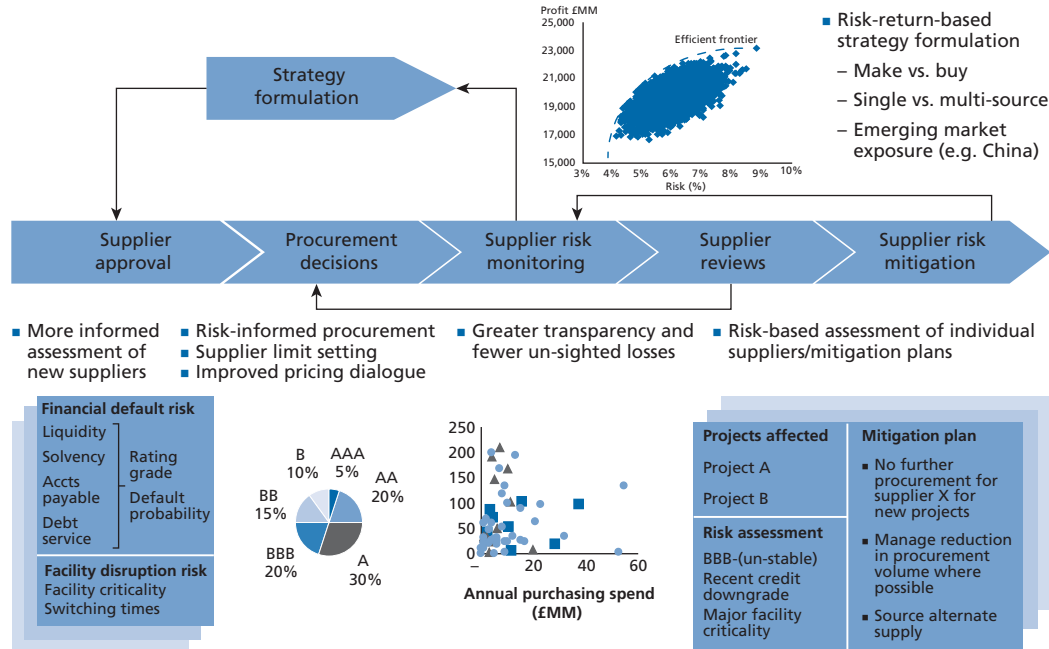 Profit £MM
25,000
23,000
21,000
19,000
17,000
15,000
Efficient frontier
3% 4% 5% 6% 7% 8% 9% 10%
Risk (%)
■ Risk-return-based
strategy formulation
– Make vs. buy
– Single vs. multi-source
– Emerging market
exposure (e.g. China)
Strategy
formulation
Supplier
approval
Procurement
decisions
Supplier risk
monitoring
Supplier
reviews
Supplier risk
mitigation
■ More informed
assessment of
new suppliers
■ Risk-informed procurement
■ Supplier limit setting
■ Improved pricing dialogue
■ Greater transparency and
fewer un-sighted losses
■ Risk-based assessment of individual
suppliers/mitigation plans
Financial default risk
Liquidity
Solvency
Accts
payable
Debt
service
Rating
grade
Default
probability
Facility disruption risk
Facility criticality
Switching times
AAA
5%
AA
20%
A
30%
BBB
20%
BB
15%
B
10%
250
200
150
100
50
0
– 20 40 60
Annual purchasing spend
(£MM)
Projects affected
Project A
Project B
Risk assessment
BBB-(un-stable)
Recent credit
downgrade
Major facility
criticality
Mitigation plan
■ No further
procurement for
supplier X for
new projects
■ Manage reduction
in procurement
volume where
possible
■ Source alternate
supply